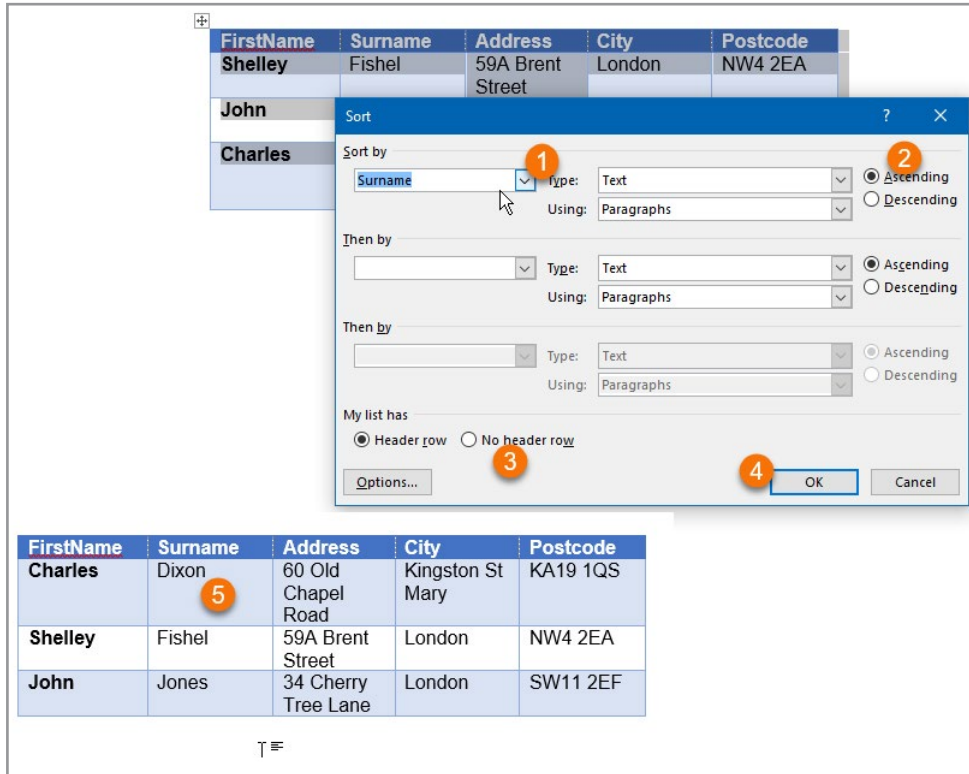 FirstName Surname Address City Postcode
Shelley Fishel 59A Brent London NW4 2EA
Street
John
Charles
Sort ? ×
Sort by
1
2
Surname Type: Text Ascending
Using: Paragraphs Descending
Then by
Type: Text Ascending
Using: Paragraphs Descending
Then by
Type: Text Ascending
Using: Paragraphs Descending
My list has
Header row No header row
3
4
Options... OK Cancel
FirstName Surname Address City Postcode
Charles Dixon 60 Old Kingston St KA19 1QS
Chapel Mary
5
Road
Shelley Fishel 59A Brent London NW4 2EA
Street
John Jones 34 Cherry London SW11 2EF
Tree Lane